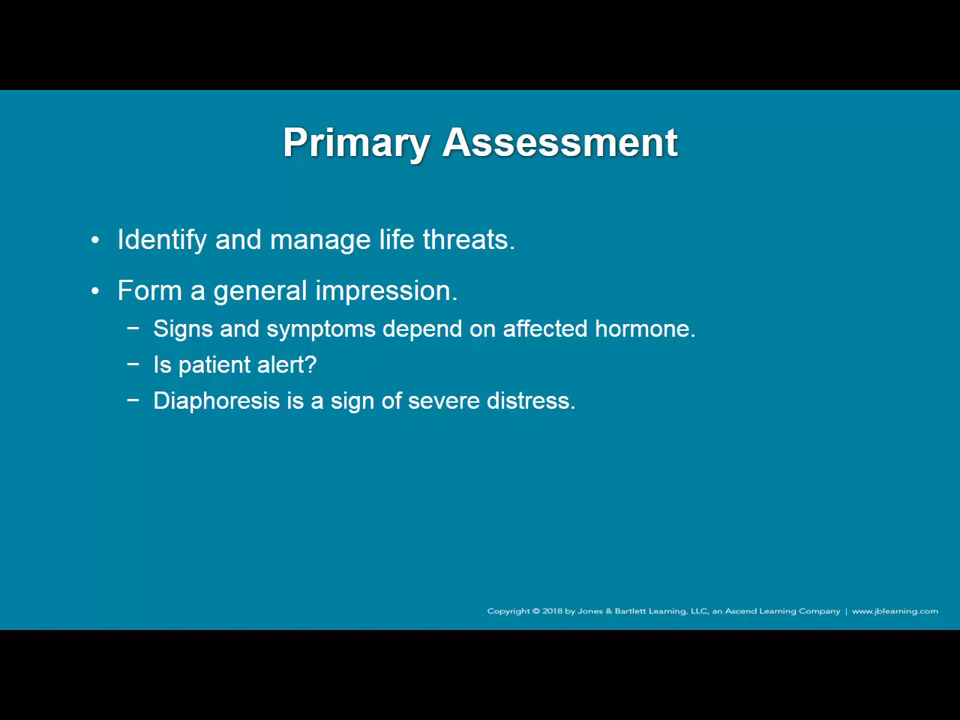 Primary Assessment
• Identify and manage life threats.
• Form a general impression.
− Signs and symptoms depend on affected hormone.
− Is patient alert?
− Diaphoresis is a sign of severe distress.
Copyright © 2018 by Jones & Bartlett Learning, LLC, an Ascend Learning Company | www.jblearning.com